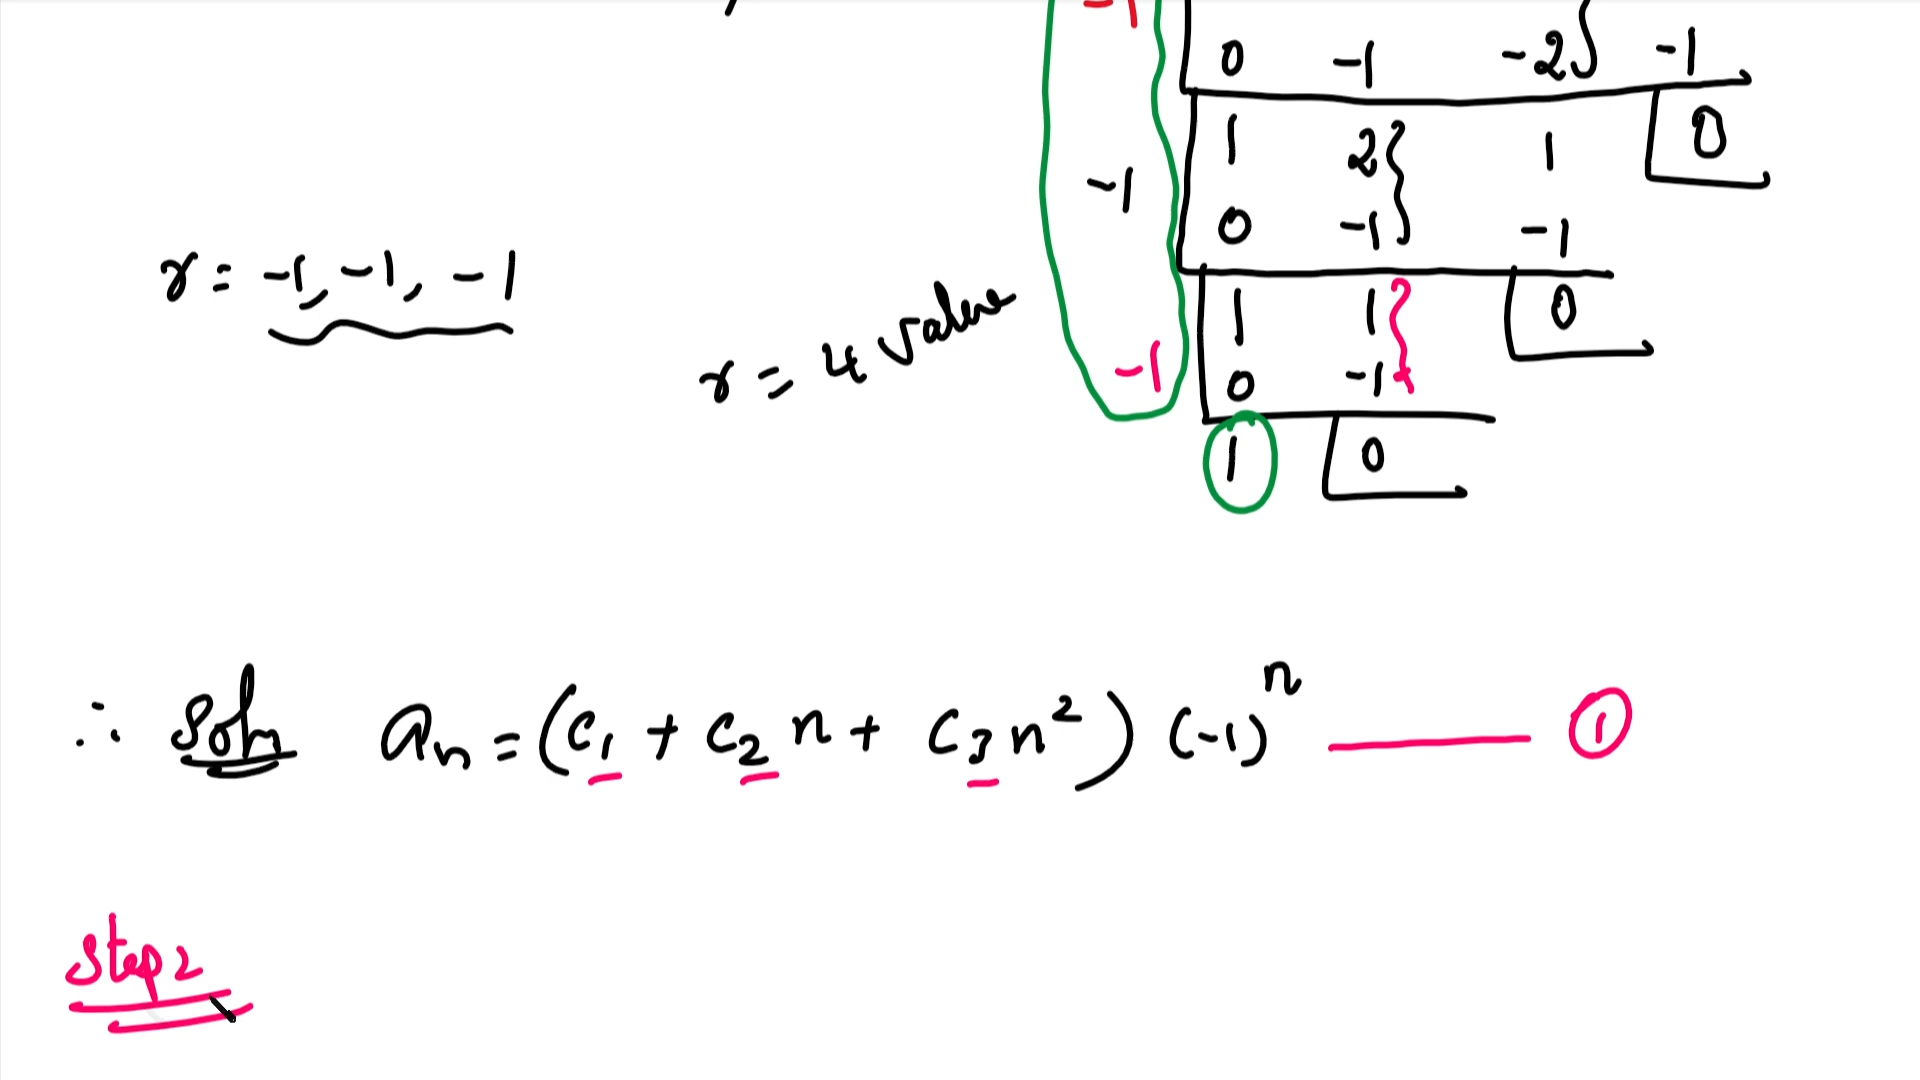 -1
0 -1 -2 -1
1 2 1 0
-1
0 -1 -1
r = -1, -1, -1
1 1 0
r = 4 value
-1
0 -1
1 0
∴ Soln aₙ = (c₁ + c₂ n + c₃ n²) (-1)ⁿ —— ①
Step 2